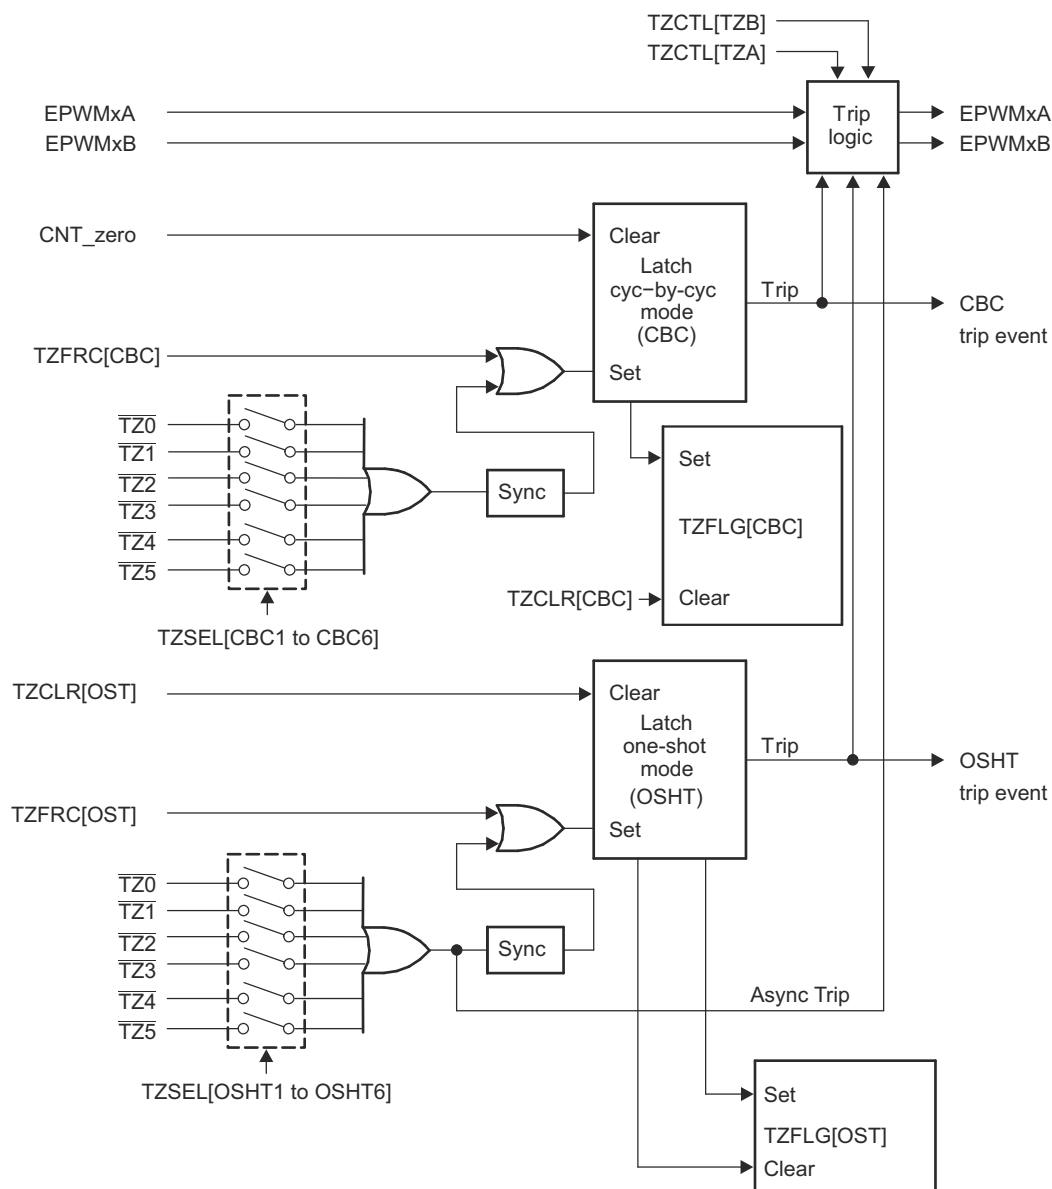 TZCTL[TZB]
TZCTL[TZA]
EPWMxA
EPWMxB
Trip
logic
EPWMxA
EPWMxB
CNT_zero
Clear
Latch
cyc−by-cyc
mode
(CBC)
Set
Trip
CBC
trip event
TZFRC[CBC]
TZ0
TZ1
TZ2
TZ3
TZ4
TZ5
Sync
Set
TZFLG[CBC]
Clear
TZCLR[CBC]
TZSEL[CBC1 to CBC6]
TZCLR[OST]
Clear
Latch
one-shot
mode
(OSHT)
Set
Trip
OSHT
trip event
TZFRC[OST]
TZ0
TZ1
TZ2
TZ3
TZ4
TZ5
Sync
Async Trip
TZSEL[OSHT1 to OSHT6]
Set
TZFLG[OST]
Clear